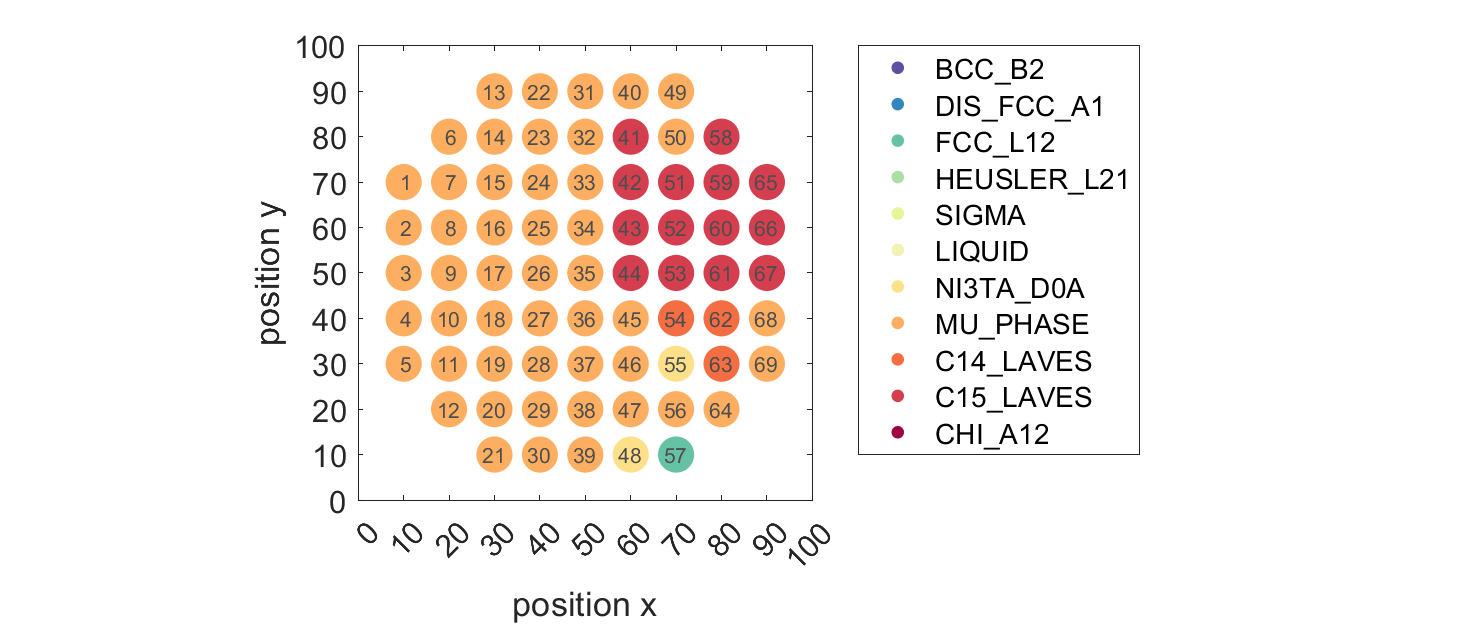 100
90 13 22 31 40 49
80 6 14 23 32 41 50 58
70 1 7 15 24 33 42 51 59 65
60 2 8 16 25 34 43 52 60 66
50 3 9 17 26 35 44 53 61 67
40 4 10 18 27 36 45 54 62 68
30 5 11 19 28 37 46 55 63 69
20 12 20 29 38 47 56 64
10 21 30 39 48 57
0
0 10 20 30 40 50 60 70 80 90 100
position x
position y
BCC_B2
DIS_FCC_A1
FCC_L12
HEUSLER_L21
SIGMA
LIQUID
NI3TA_D0A
MU_PHASE
C14_LAVES
C15_LAVES
CHI_A12